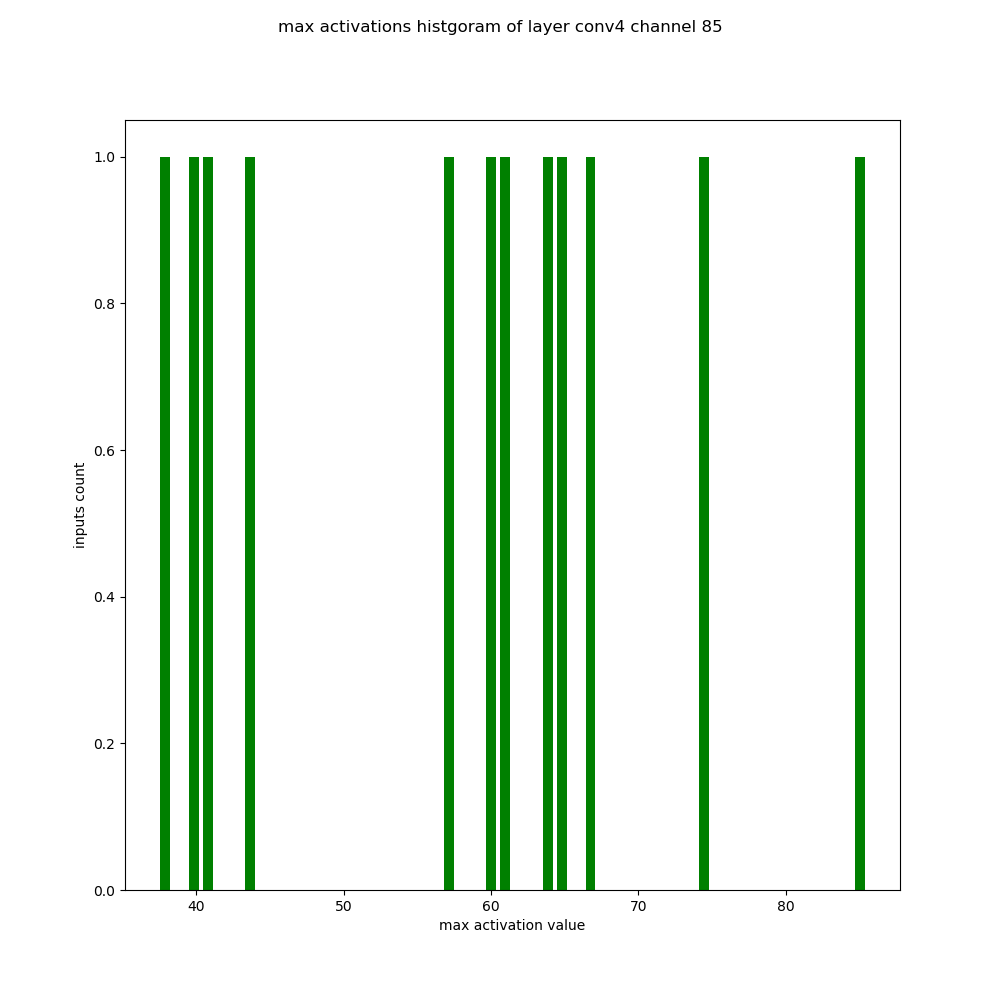 max activations histgoram of layer conv4 channel 85
1.0
0.8
0.6
0.4
0.2
0.0
inputs count
40 50 60 70 80
max activation value